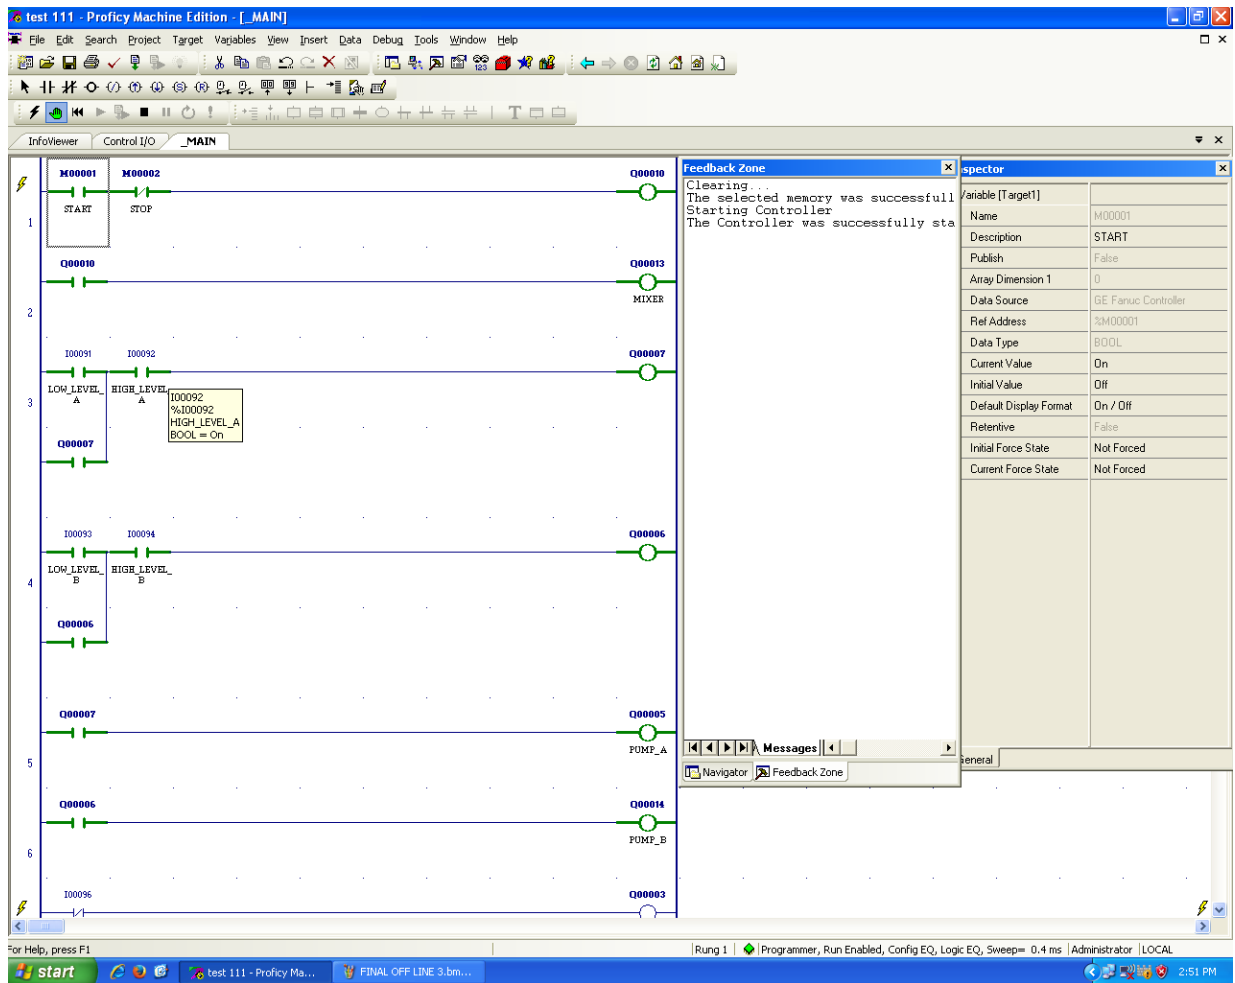 test 111 - Proficy Machine Edition - [_MAIN]
File Edit Search Project Target Variables View Insert Data Debug Tools Window Help
InfoViewer Control I/O _MAIN
M00001 M00002 Q00010
START STOP
1
Q00010 Q00013
MIXER
2
I00091 I00092 Q00007
LOW_LEVEL_A HIGH_LEVEL_A
3
I00092
%I00092
HIGH_LEVEL_A
BOOL = On
Q00007
I00093 I00094 Q00006
LOW_LEVEL_B HIGH_LEVEL_B
4
Q00006
Q00007 Q00005
PUMP_A
5
Q00006 Q00014
PUMP_B
6
I00096 Q00003
Feedback Zone
Clearing...
The selected memory was successfull
Starting Controller
The Controller was successfully sta
Messages
Navigator Feedback Zone
nspector
Variable [Target1]
Name M00001
Description START
Publish False
Array Dimension 1 0
Data Source GE Fanuc Controller
Ref Address %M00001
Data Type BOOL
Current Value On
Initial Value Off
Default Display Format On / Off
Retentive False
Initial Force State Not Forced
Current Force State Not Forced
General
For Help, press F1
Rung 1 Programmer, Run Enabled, Config EQ, Logic EQ, Sweep= 0.4 ms Administrator LOCAL
start test 111 - Proficy Ma... FINAL OFF LINE 3.bm... 2:51 PM